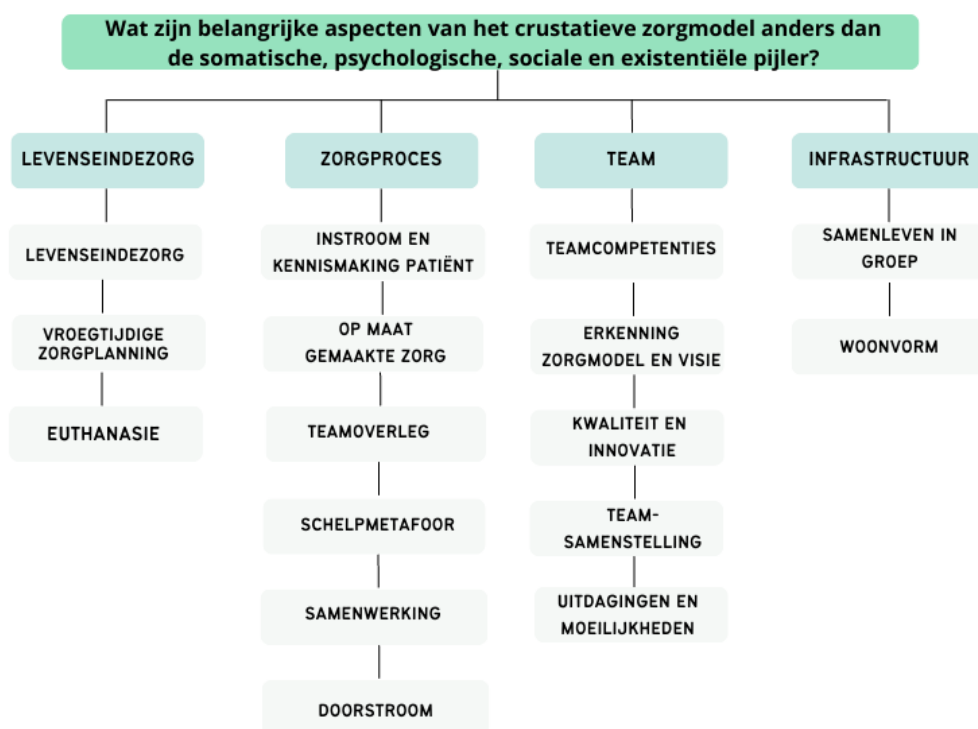 Wat zijn belangrijke aspecten van het crustatieve zorgmodel anders dan
de somatische, psychologische, sociale en existentiële pijler?
LEVENSEINDEZORG
LEVENSEINDEZORG
VROEGTIJDIGE
ZORGPLANNING
EUTHANASIE
ZORGPROCES
INSTROOM EN
KENNISMAKING PATIËNT
OP MAAT
GEMAAKTE ZORG
TEAMOVERLEG
SCHELPMETAFOOR
SAMENWERKING
DOORSTROOM
TEAM
TEAMCOMPETENTIES
ERKENNING
ZORGMODEL EN VISIE
KWALITEIT EN
INNOVATIE
TEAM-
SAMENSTELLING
UITDAGINGEN EN
MOEILIJKHEDEN
INFRASTRUCTUUR
SAMENLEVEN IN
GROEP
WOONVORM